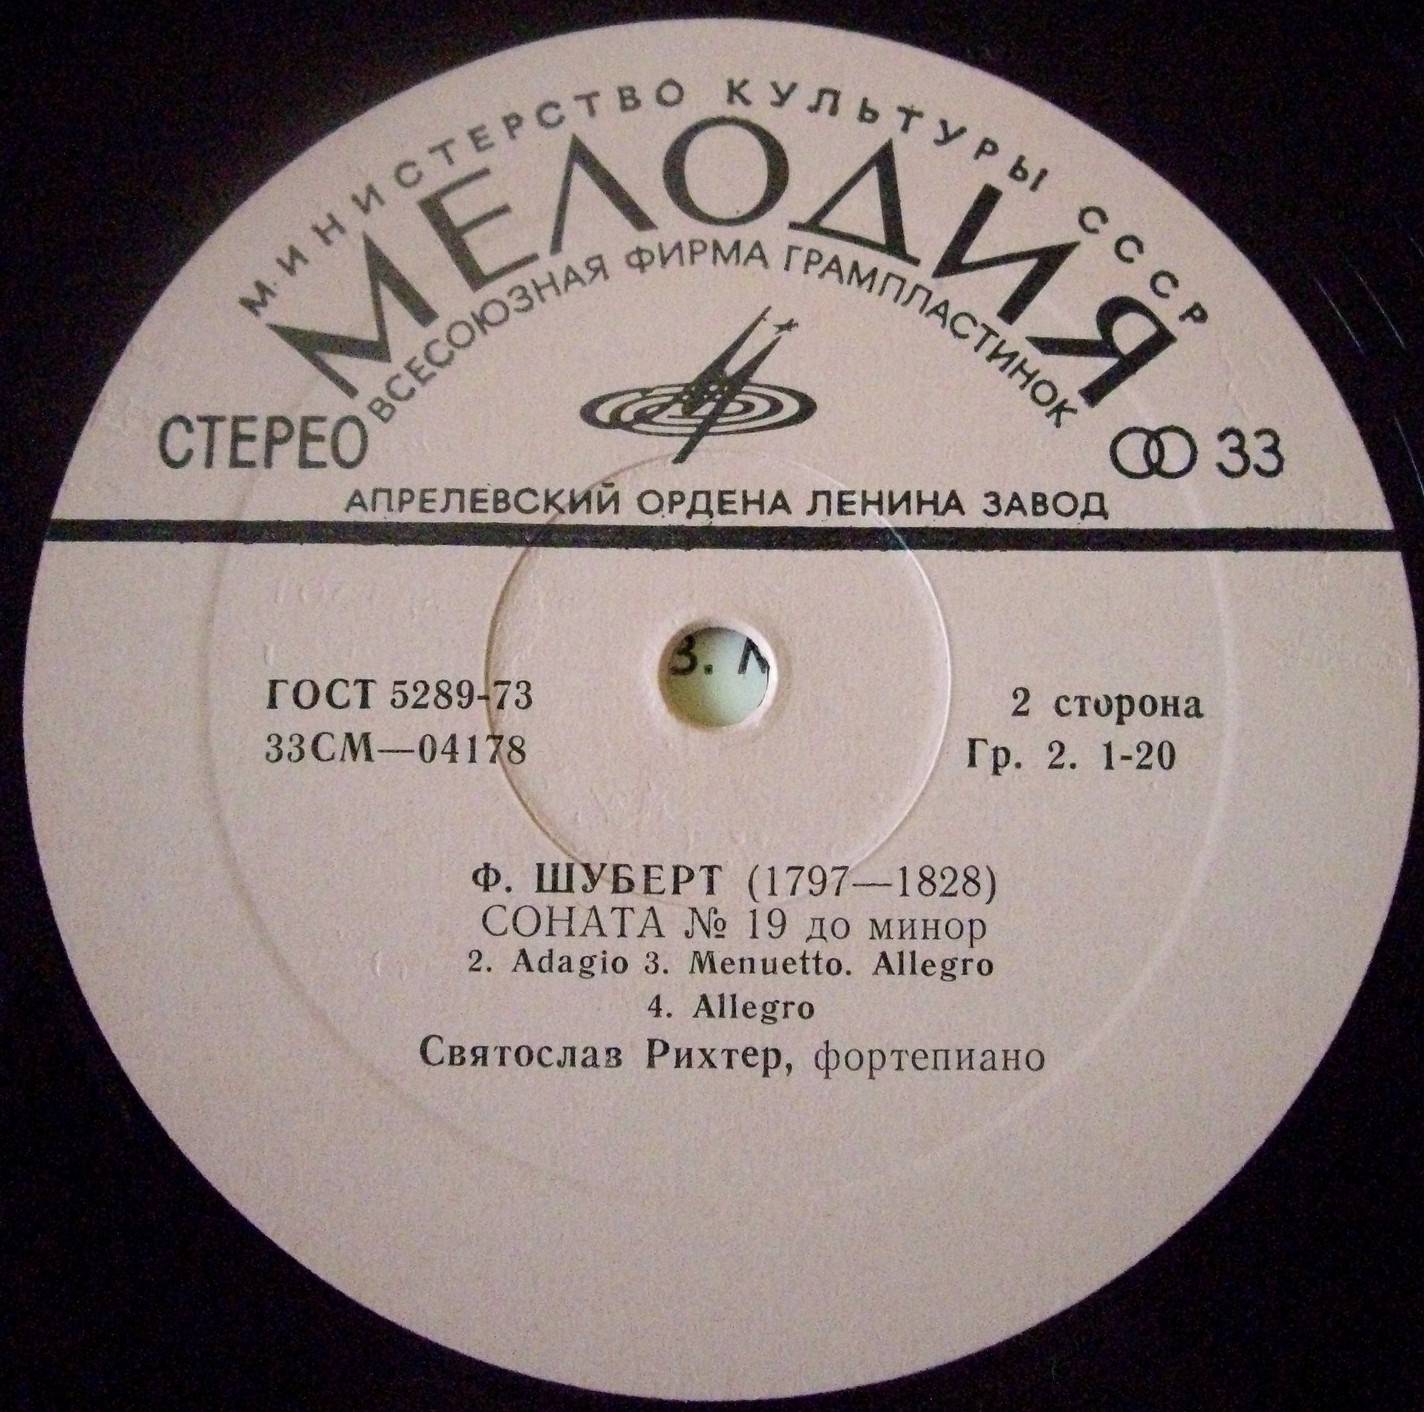 МИНИСТЕРСТВО КУЛЬТУРЫ СССР
МЕЛОДИЯ
ВСЕСОЮЗНАЯ ФИРМА ГРАМПЛАСТИНОК
СТЕРЕО
33
АПРЕЛЕВСКИЙ ОРДЕНА ЛЕНИНА ЗАВОД
З. М
ГОСТ 5289-73
2 сторона
33СМ—04178
Гр. 2. 1-20
Ф. ШУБЕРТ (1797—1828)
СОНАТА № 19 до минор
2. Adagio 3. Menuetto. Allegro
4. Allegro
Святослав Рихтер, фортепиано